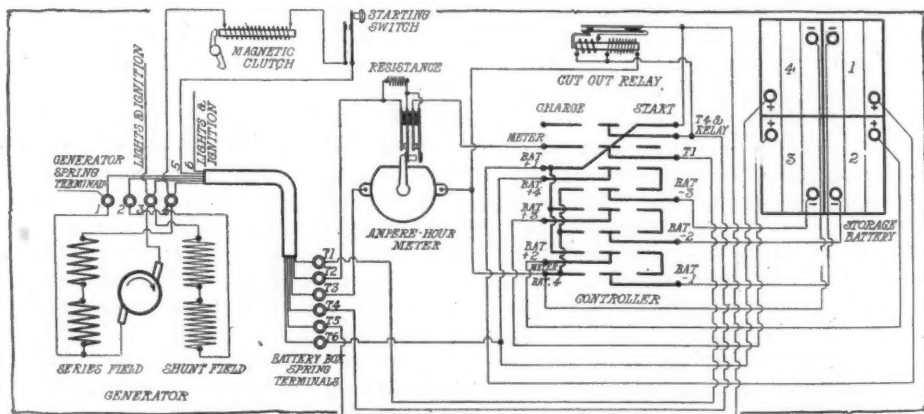 STARTING
SWITCH
MAGNETIC
CLUTCH
RESISTANCE
CUT OUT RELAY
LIGHTS & IGNITION
5
6
LIGHTS &
IGNITION
GENERATOR
SPRING
TERMINAL
1
2
3
4
CHARGE
START
METER
T4 &
RELAY
T1
BAT
+1
BAT
+4
BAT
-3
BAT
+3
BAT
-2
BAT
+2
METER
BAT. 4
BAT
-1
CONTROLLER
AMPERE-HOUR
METER
4
1
3
2
STORAGE
BATTERY
T1
T2
T3
T4
T5
T6
BATTERY BOX
SPRING
TERMINALS
SERIES FIELD
SHUNT FIELD
GENERATOR